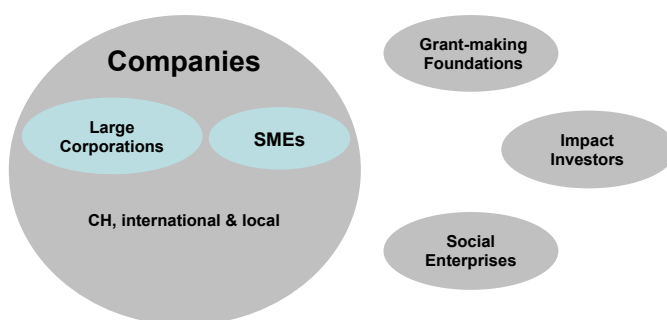 Companies
Large
Corporations
SMEs
CH, international & local
Grant-making
Foundations
Impact
Investors
Social
Enterprises